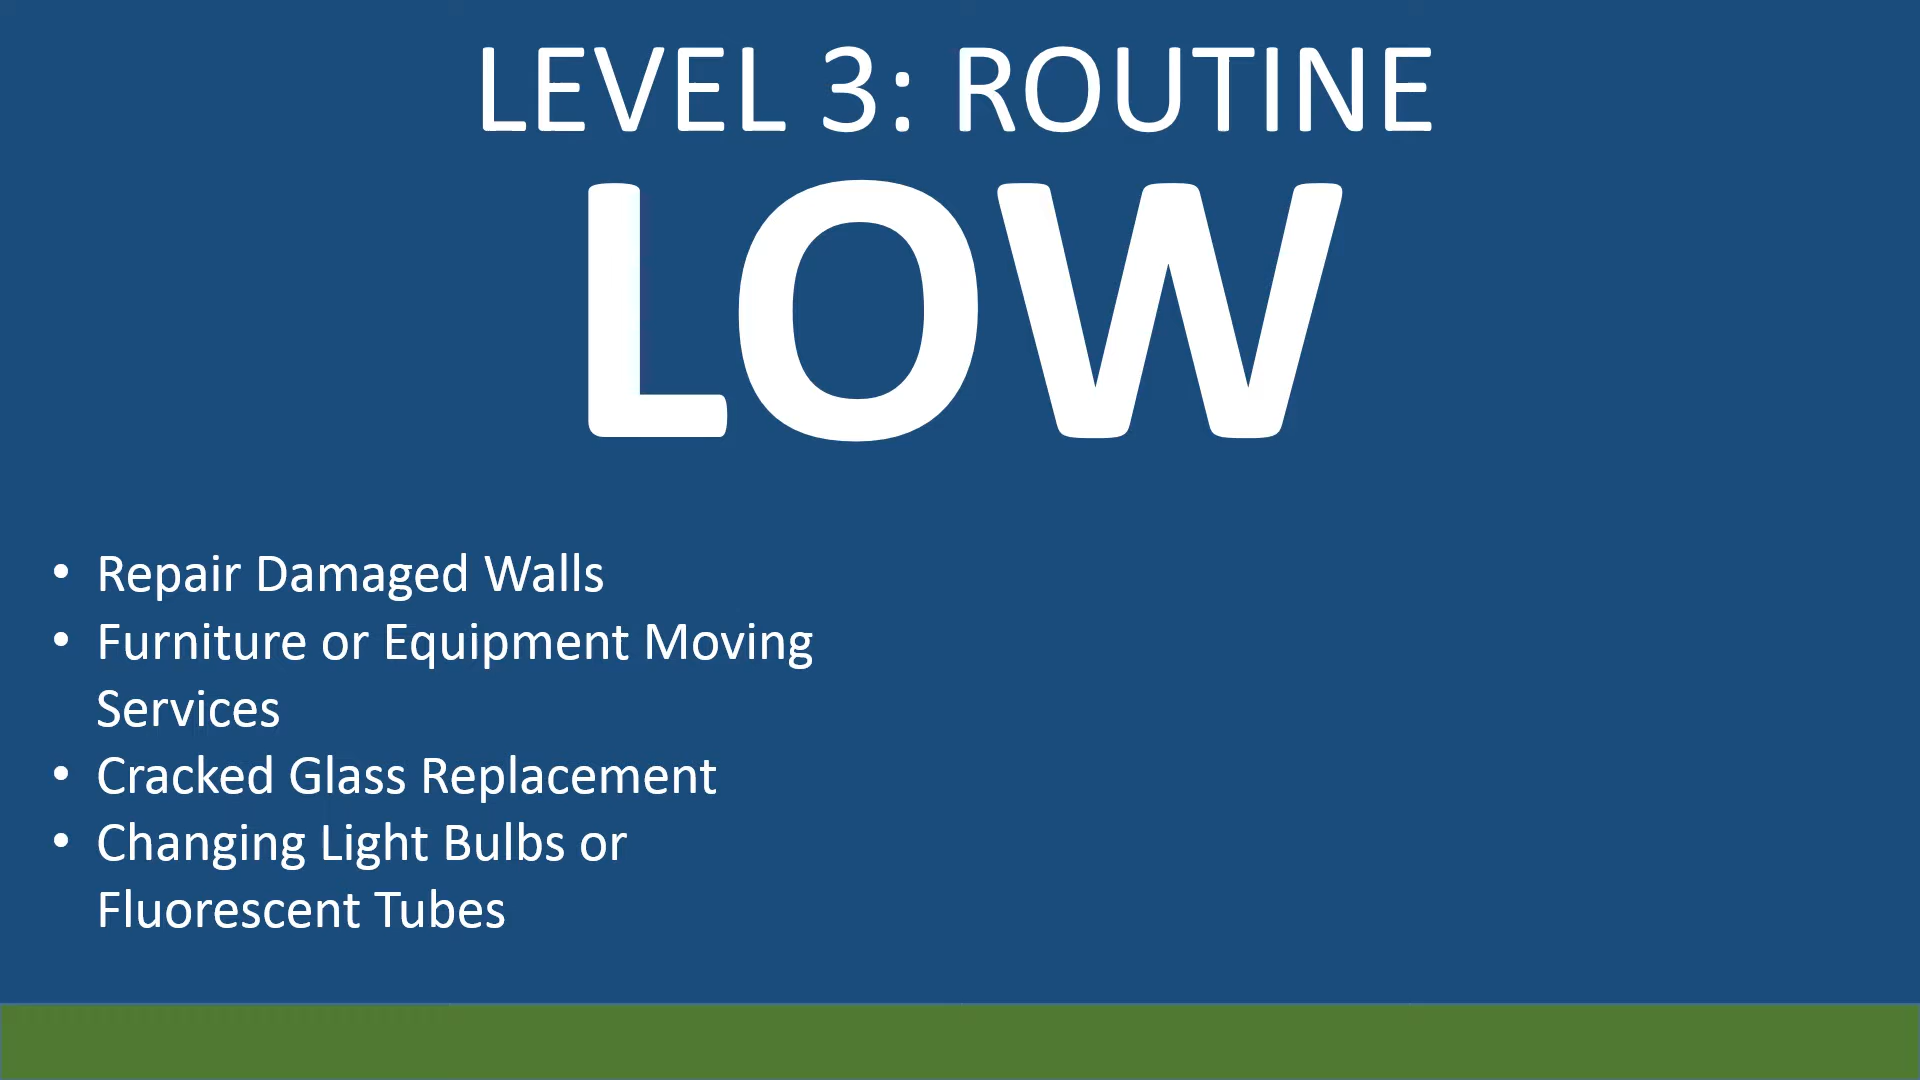 LEVEL 3: ROUTINE
LOW
• Repair Damaged Walls
• Furniture or Equipment Moving
Services
• Cracked Glass Replacement
• Changing Light Bulbs or
Fluorescent Tubes